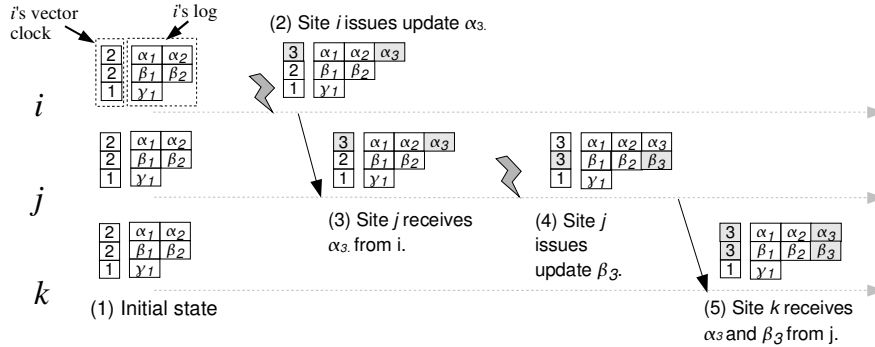 i's vector
clock
i's log
(2) Site i issues update α3.
2 α1 α2
2 β1 β2
1 γ1
3 α1 α2 α3
2 β1 β2
1 γ1
i
2 α1 α2
2 β1 β2
1 γ1
3 α1 α2 α3
2 β1 β2
1 γ1
3 α1 α2 α3
3 β1 β2 β3
1 γ1
j
(3) Site j receives
α3. from i.
(4) Site j
issues
update β3.
2 α1 α2
2 β1 β2
1 γ1
3 α1 α2 α3
3 β1 β2 β3
1 γ1
k
(1) Initial state
(5) Site k receives
α3 and β3 from j.